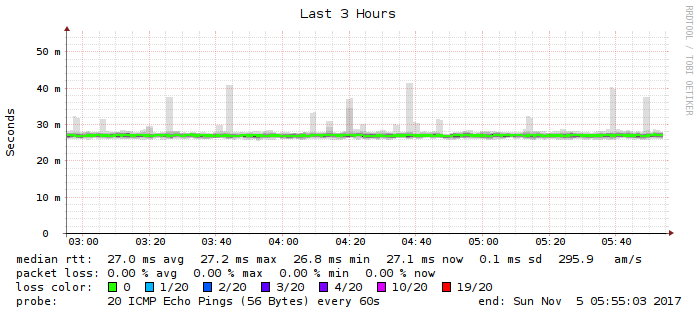 Last 3 Hours
RRDTOOL / TOBI OETIKER
Seconds
50 m
40 m
30 m
20 m
10 m
0
03:00 03:20 03:40 04:00 04:20 04:40 05:00 05:20 05:40
median rtt: 27.0 ms avg 27.2 ms max 26.8 ms min 27.1 ms now 0.1 ms sd 295.9 am/s
packet loss: 0.00 % avg 0.00 % max 0.00 % min 0.00 % now
loss color: 0 1/20 2/20 3/20 4/20 10/20 19/20
probe: 20 ICMP Echo Pings (56 Bytes) every 60s end: Sun Nov 5 05:55:03 2017